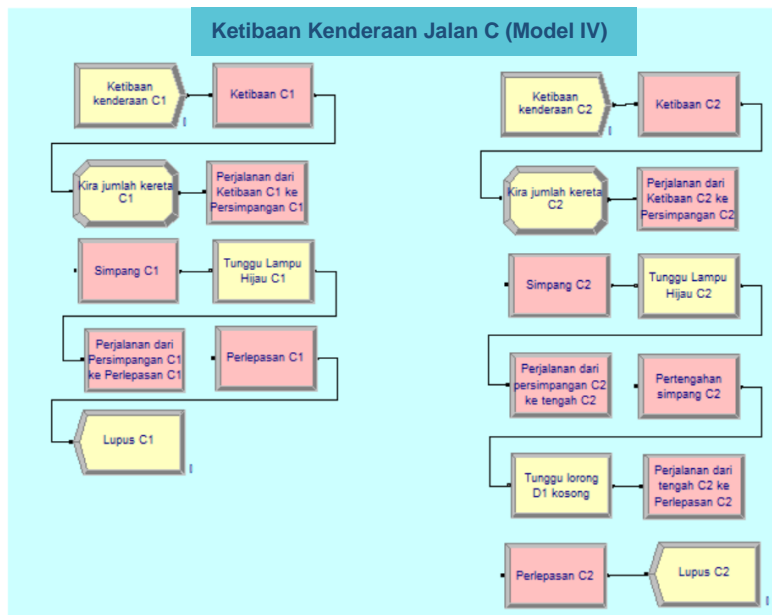 Ketibaan Kenderaan Jalan C (Model IV)
Ketibaan
kenderaan C1
Ketibaan C1
Kira jumlah kereta
C1
Perjalanan dari
Ketibaan C1 ke
Persimpangan C1
Simpang C1
Tunggu Lampu
Hijau C1
Perjalanan dari
Persimpangan C1
ke Perlepasan C1
Perlepasan C1
Lupus C1
Ketibaan
kenderaan C2
Ketibaan C2
Kira jumlah kereta
C2
Perjalanan dari
Ketibaan C2 ke
Persimpangan C2
Simpang C2
Tunggu Lampu
Hijau C2
Perjalanan dari
persimpangan C2
ke tengah C2
Pertengahan
simpang C2
Tunggu lorong
D1 kosong
Perjalanan dari
tengah C2 ke
Perlepasan C2
Perlepasan C2
Lupus C2